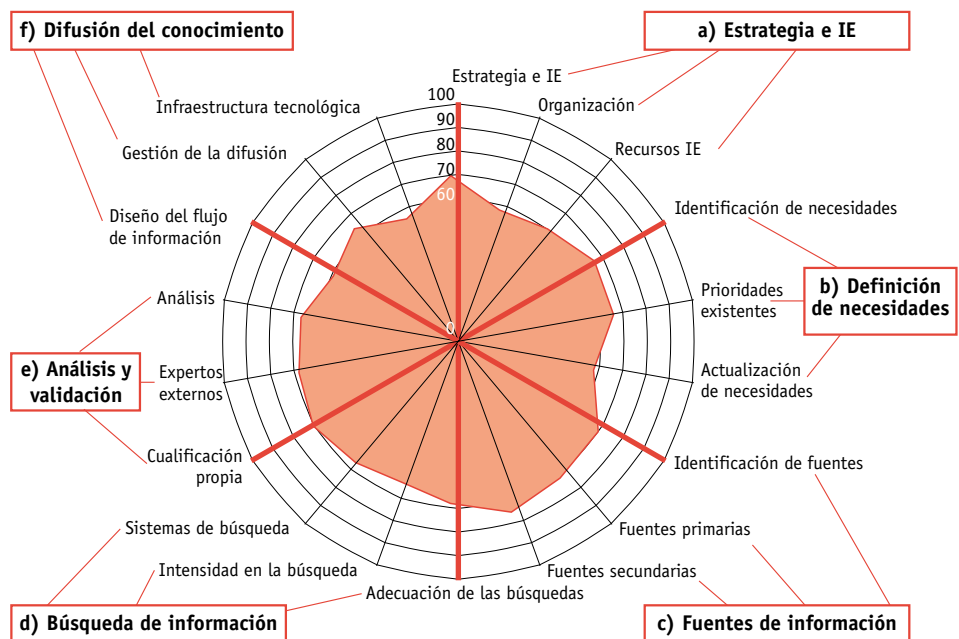 f) Difusión del conocimiento
a) Estrategia e IE
Estrategia e IE
Infraestructura tecnológica
100
Organización
90
80
Gestión de la difusión
Recursos IE
70
60
Diseño del flujo
de información
Identificación de necesidades
Análisis
Prioridades
existentes
b) Definición
de necesidades
0
e) Análisis y
validación
Expertos
externos
Actualización
de necesidades
Cualificación
propia
Identificación de fuentes
Sistemas de búsqueda
Fuentes primarias
Intensidad en la búsqueda
Fuentes secundarias
Adecuación de las búsquedas
d) Búsqueda de información
c) Fuentes de información